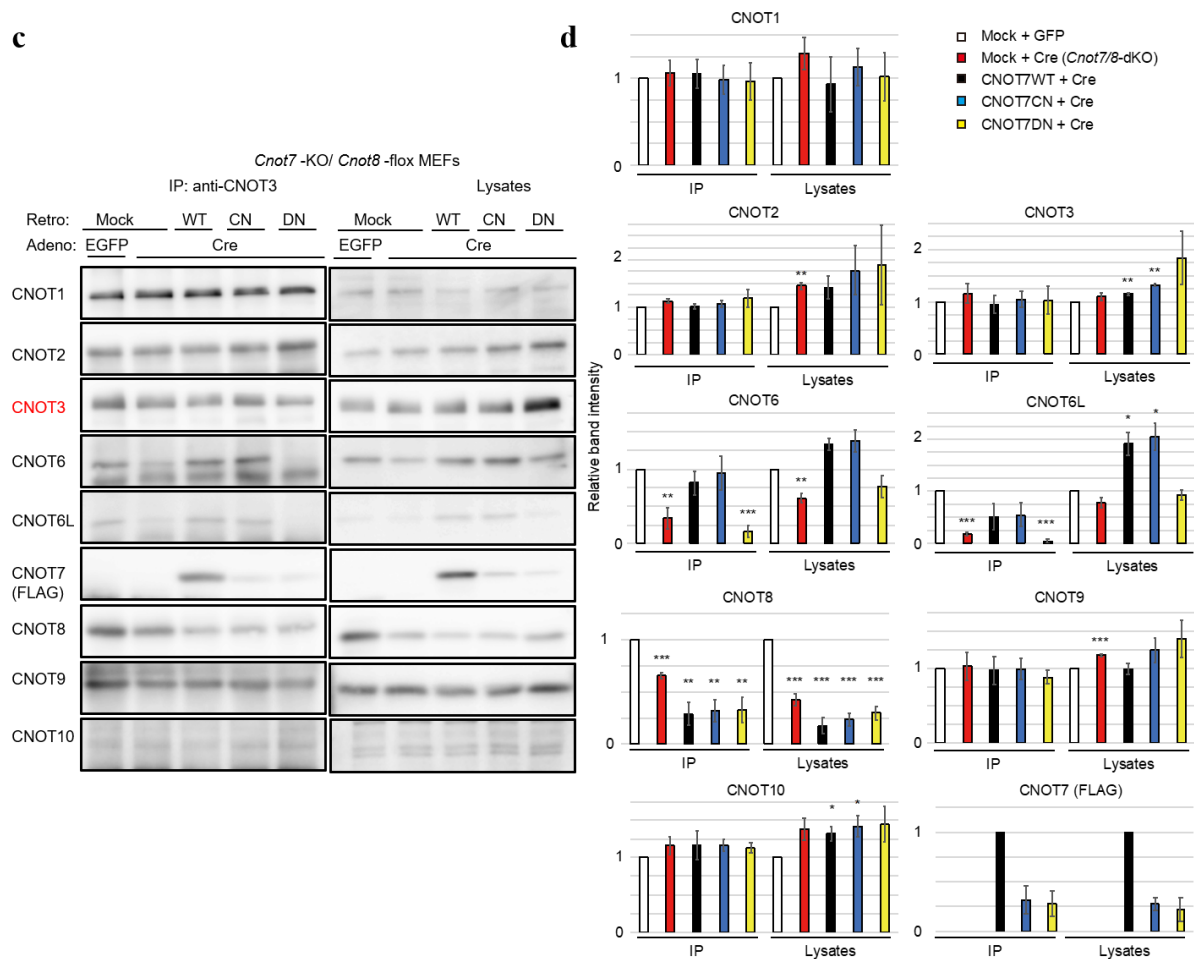 c
Cnot7 -KO/ Cnot8 -flox MEFs
IP: anti-CNOT3 Lysates
Retro: Mock WT CN DN Mock WT CN DN
Adeno: EGFP Cre EGFP Cre
CNOT1
CNOT2
CNOT3
CNOT6
CNOT6L
CNOT7
(FLAG)
CNOT8
CNOT9
CNOT10
d
Mock + GFP
Mock + Cre (Cnot7/8-dKO)
CNOT7WT + Cre
CNOT7CN + Cre
CNOT7DN + Cre
Relative band intensity
CNOT1
1
0
IP Lysates
CNOT2
2
**
1
0
IP Lysates
CNOT3
2
** **
1
0
IP Lysates
CNOT6
1
** *** **
0
IP Lysates
CNOT6L
2
* *
1
*** ***
0
IP Lysates
CNOT8
1
*** ** ** ** *** *** *** ***
0
IP Lysates
CNOT9
***
1
0
IP Lysates
CNOT10
* *
1
0
IP Lysates
CNOT7 (FLAG)
1
0
IP Lysates